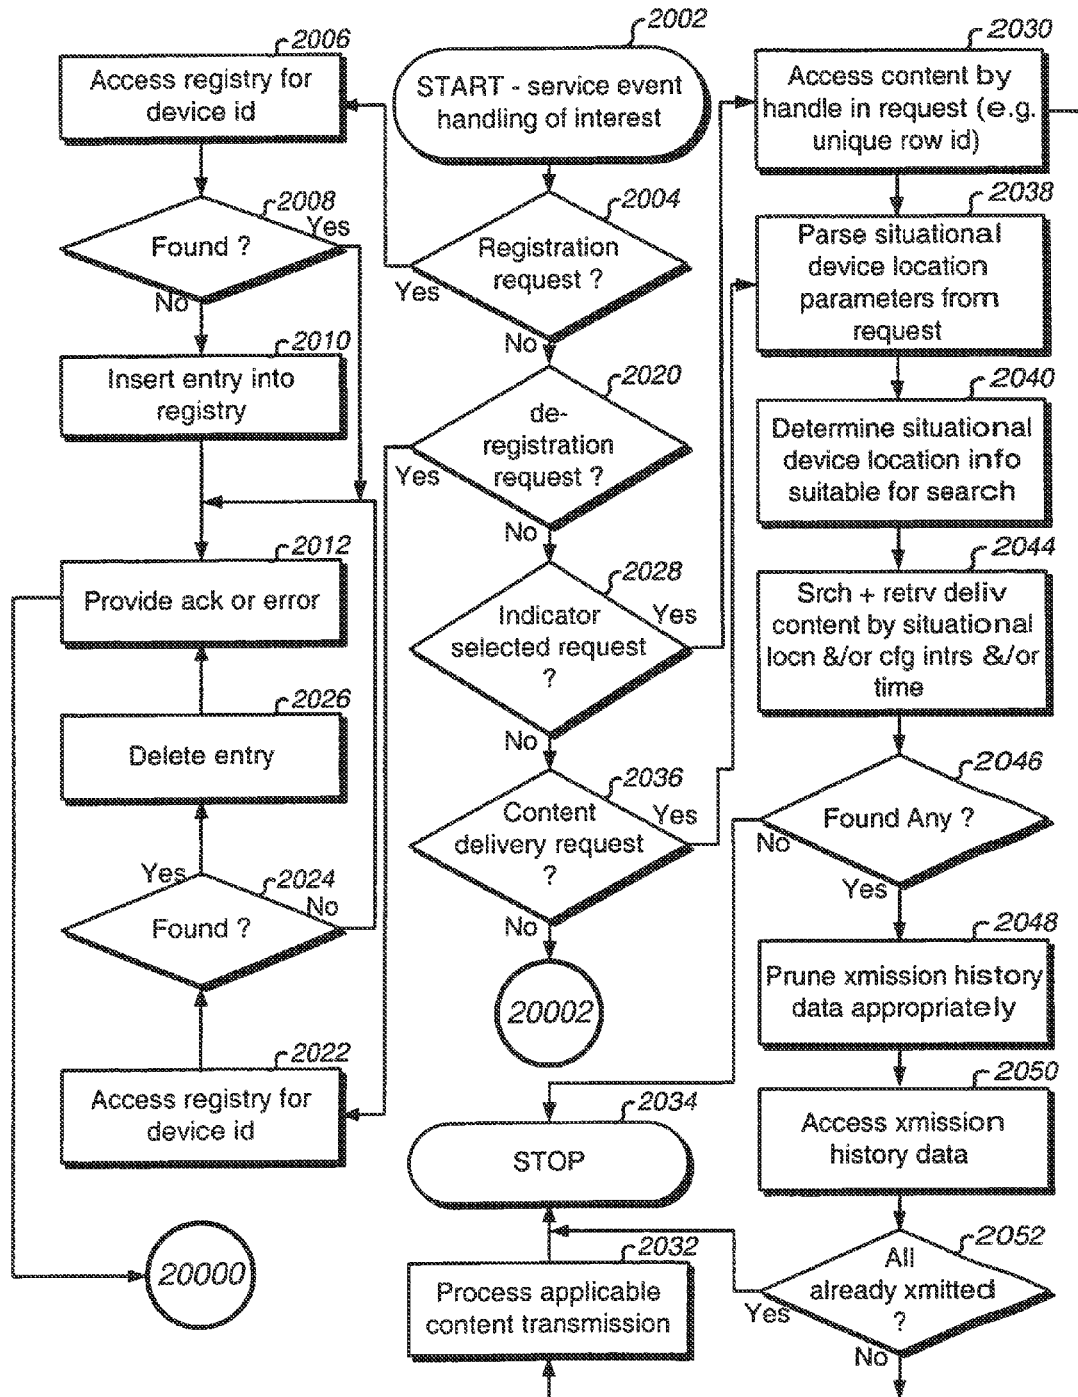 2006
Access registry for
device id
2008
Found ?
Yes
No
2010
Insert entry into
registry
2012
Provide ack or error
2026
Delete entry
Yes
2024
Found ?
No
2022
Access registry for
device id
20000
2002
START - service event
handling of interest
2004
Registration
request ?
Yes
No
2020
de-
registration
request ?
Yes
No
2028
Indicator
selected request
?
Yes
No
2036
Content
delivery request
?
Yes
No
20002
2034
STOP
2032
Process applicable
content transmission
2030
Access content by
handle in request (e.g.
unique row id)
2038
Parse situational
device location
parameters from
request
2040
Determine situational
device location info
suitable for search
2044
Srch + retrv deliv
content by situational
locn &/or cfg intrs &/or
time
2046
Found Any ?
No
Yes
2048
Prune xmission history
data appropriately
2050
Access xmission
history data
2052
All
already xmitted
?
Yes
No